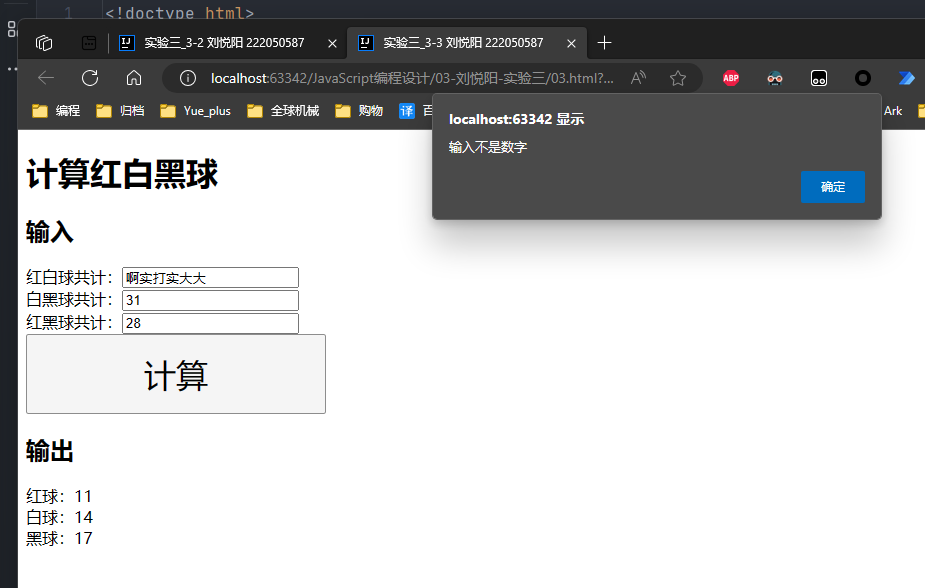 1 <!doctype html>
实验三_3-2 刘悦阳 222050587
实验三_3-3 刘悦阳 222050587
localhost:63342/JavaScript编程设计/03-刘悦阳-实验三/03.html?...
ABP
编程 归档 Yue_plus 全球机械 购物 译 百 Ark
localhost:63342 显示
输入不是数字
确定
计算红白黑球
输入
红白球共计： 啊实打实大大
白黑球共计： 31
红黑球共计： 28
计算
输出
红球：11
白球：14
黑球：17